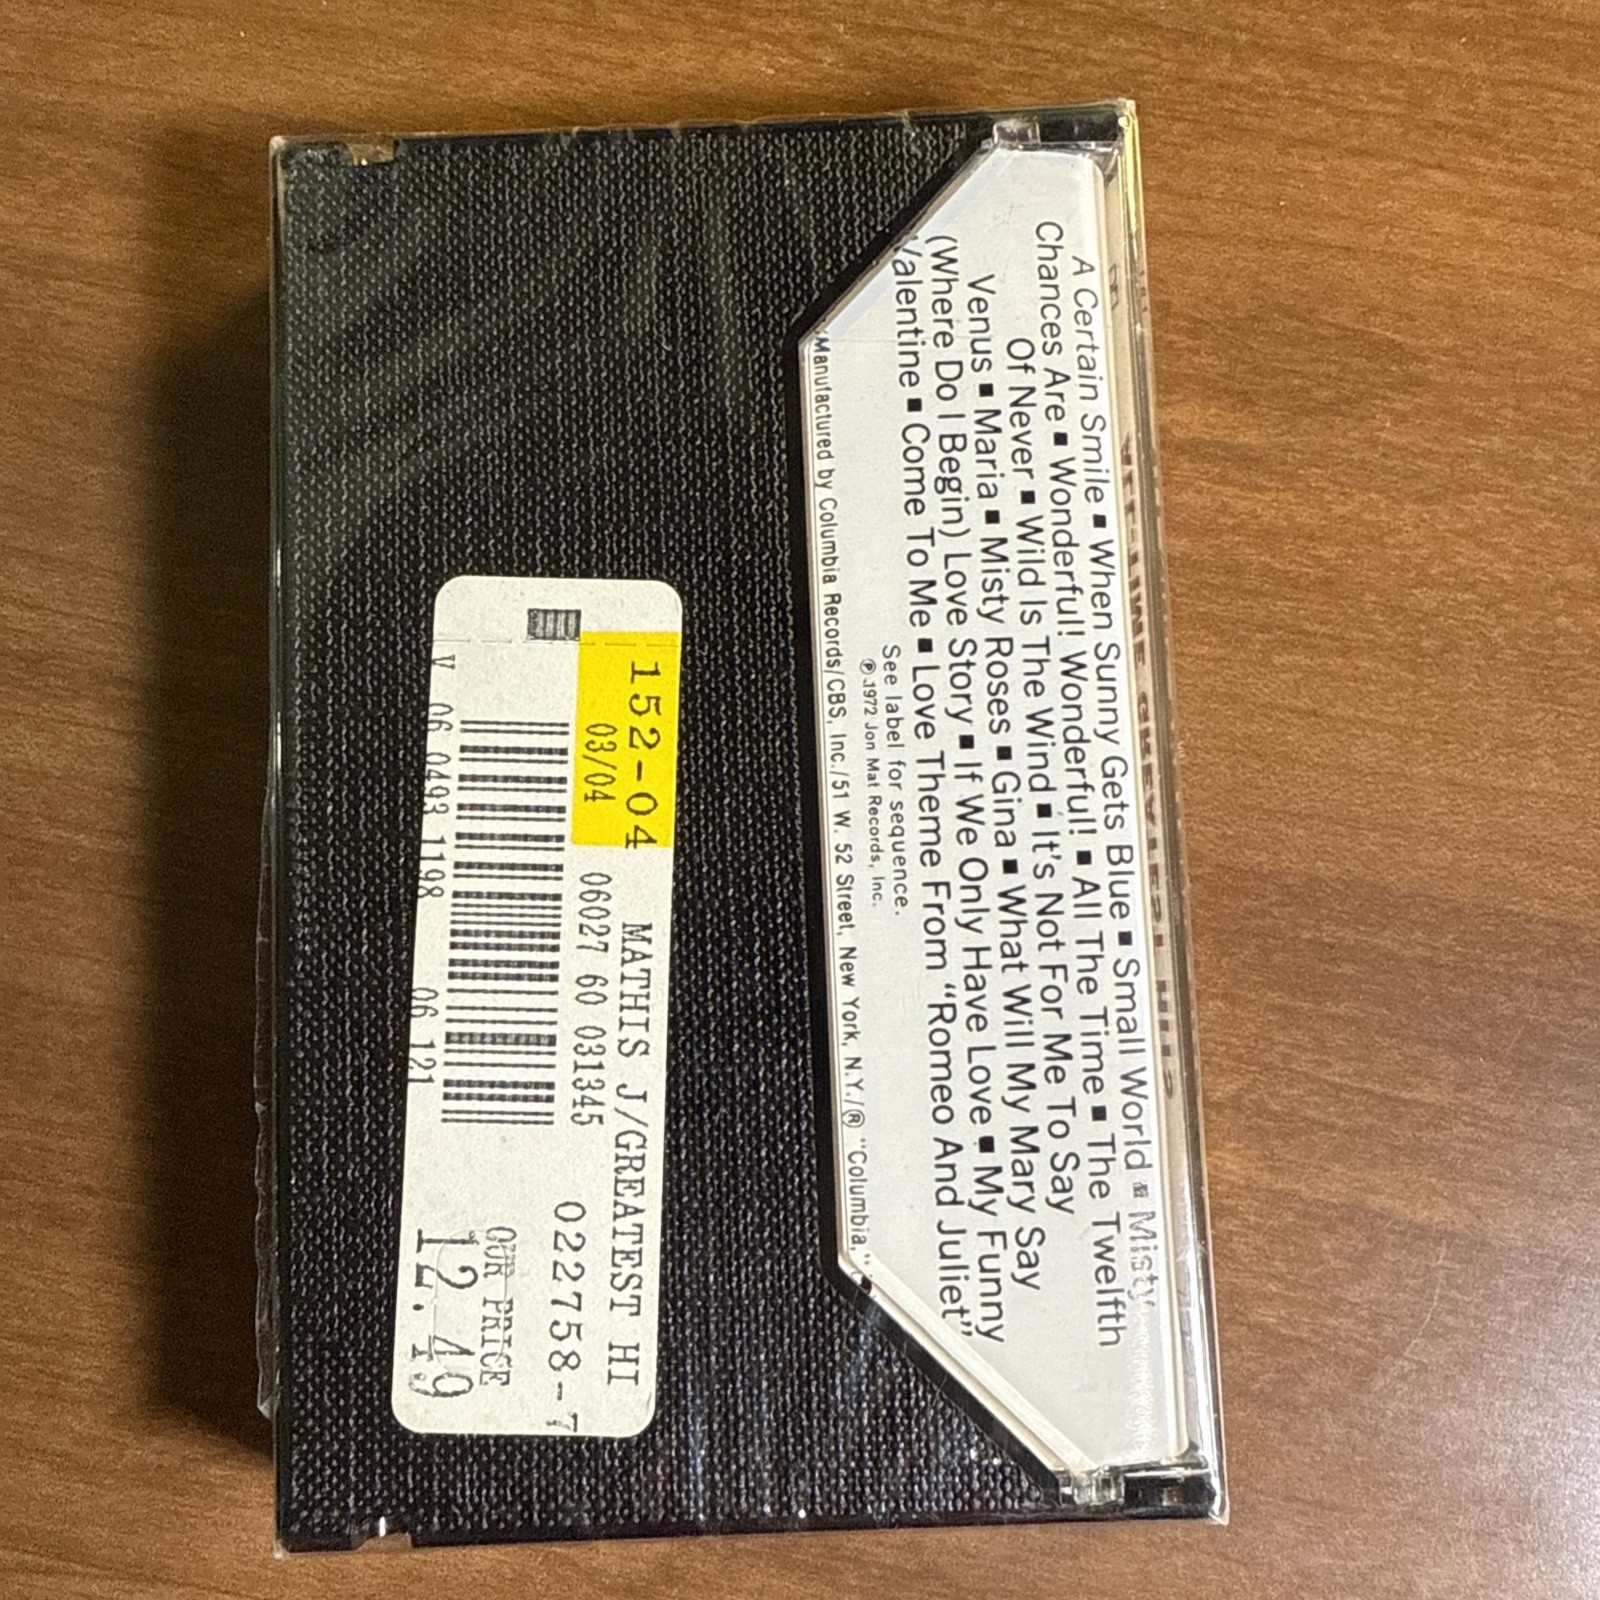 A Certain Smile ▪ When Sunny Gets Blue ▪ Small World ▪ Misty
Chances Are ▪ Wonderful! Wonderful! ▪ All The Time ▪ The Twelfth
Of Never ▪ Wild Is The Wind ▪ It's Not For Me To Say
Venus ▪ Maria ▪ Misty Roses ▪ Gina ▪ What Will My Mary Say
(Where Do I Begin) Love Story ▪ If We Only Have Love ▪ My Funny
Valentine ▪ Come To Me ▪ Love Theme From "Romeo And Juliet"
See label for sequence.
℗ 1972 Jon Mat Records, Inc.
Manufactured by Columbia Records/CBS, Inc./51 W. 52 Street, New York, N.Y./® "Columbia,"
152-04 MATHIS J/GREATEST HI
03/04 06027 60 031345
022758-7
OUR PRICE
12.49
V 06 0493 1198 06 121